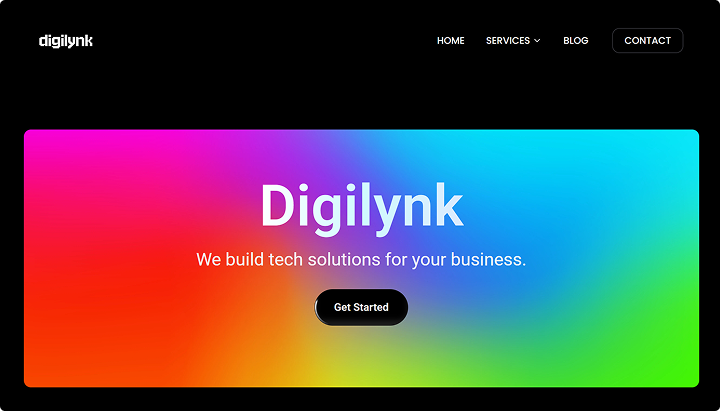 digilynk
HOME SERVICES BLOG CONTACT
Digilynk
We build tech solutions for your business.
Get Started